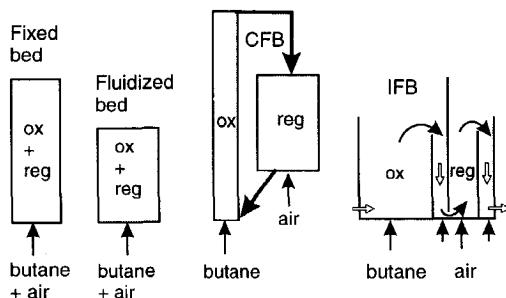 Fixed
bed
ox
+
reg
butane
+ air
Fluidized
bed
ox
+
reg
butane
+ air
CFB
ox
reg
air
butane
IFB
ox
reg
butane
air